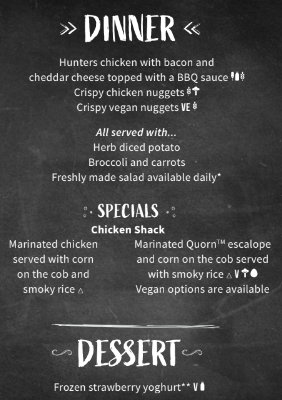 DINNER
Hunters chicken with bacon and
cheddar cheese topped with a BBQ sauce
Crispy chicken nuggets
Crispy vegan nuggets VE
All served with...
Herb diced potato
Broccoli and carrots
Freshly made salad available daily*
SPECIALS
Chicken Shack
Marinated chicken
served with corn
on the cob and
smoky rice
Marinated Quorn™ escalope
and corn on the cob served
with smoky rice V
Vegan options are available
DESSERT
Frozen strawberry yoghurt** V